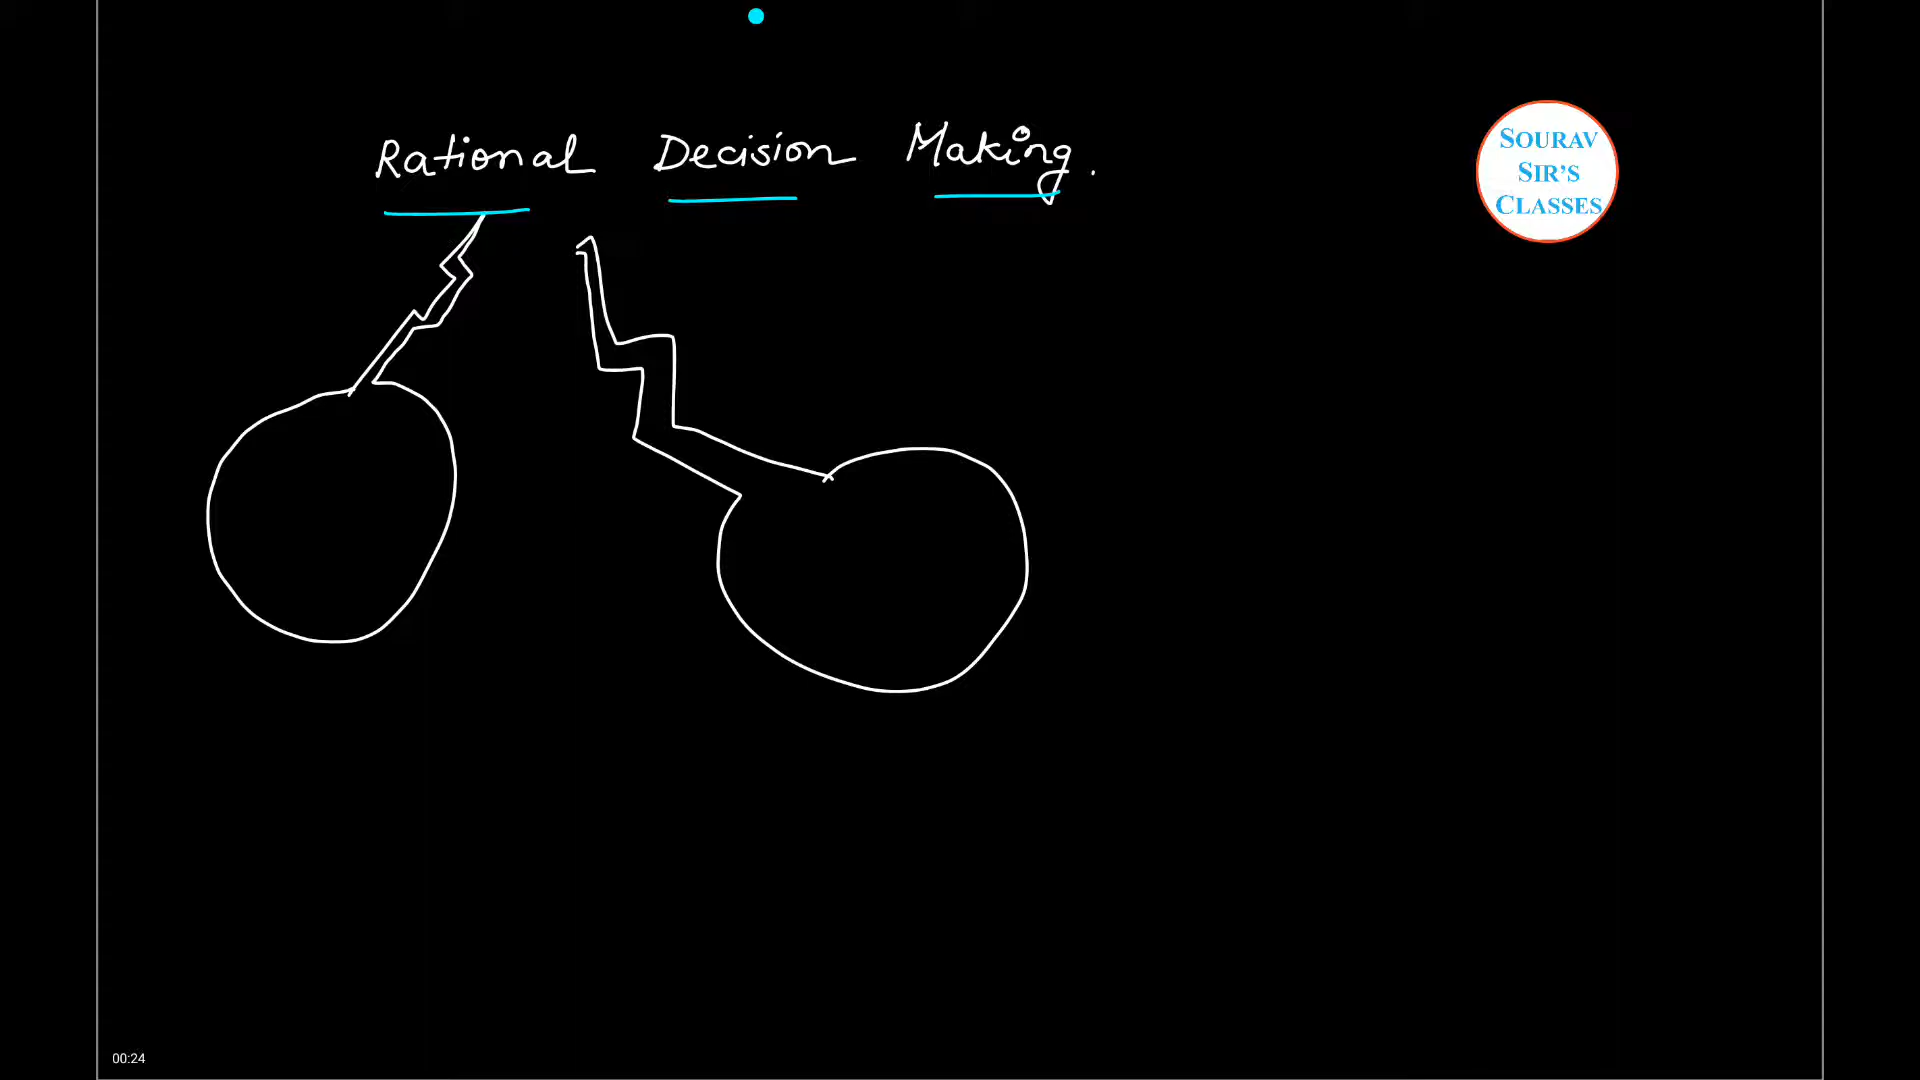 Rational Decision Making.
SOURAV
SIR'S
CLASSES
00:24